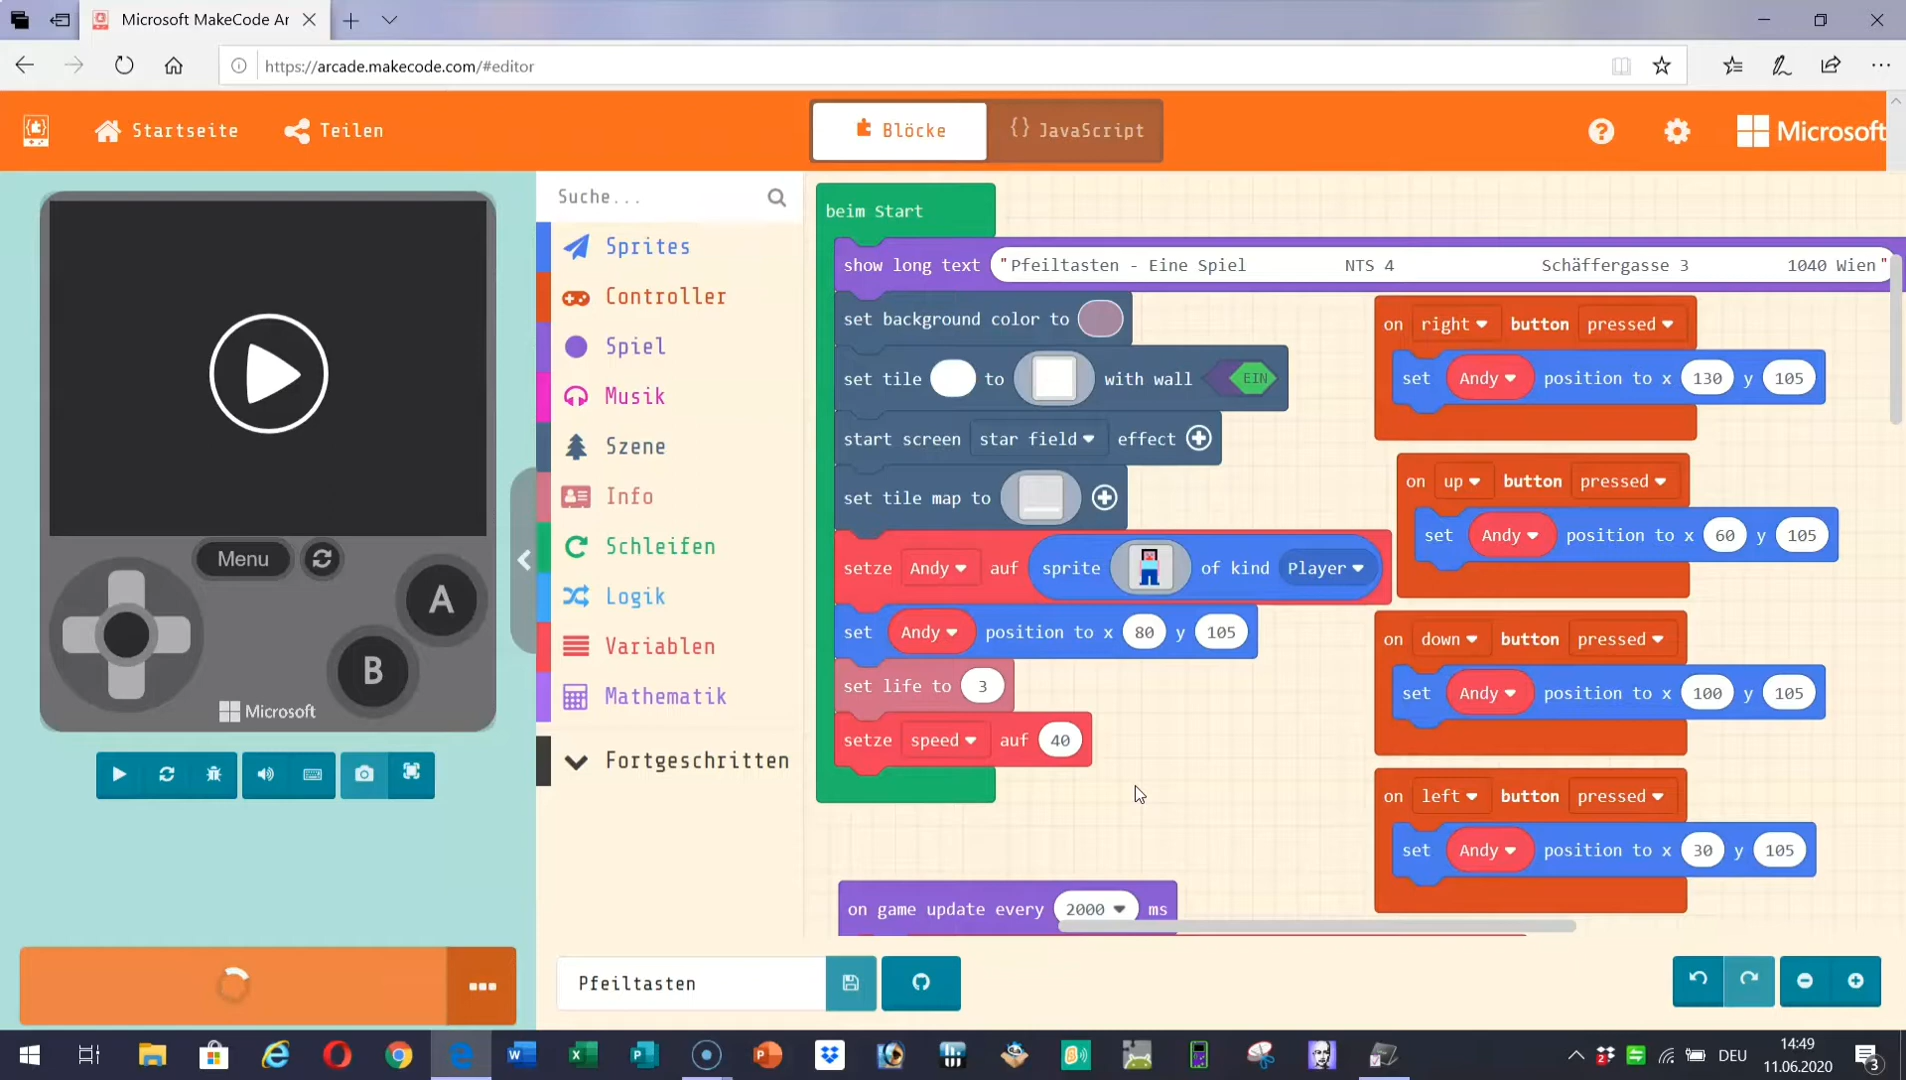 Microsoft MakeCode Ar
https://arcade.makecode.com/#editor
Startseite
Teilen
Blöcke
{} JavaScript
Microsoft
Suche...
Sprites
Controller
Spiel
Musik
Szene
Info
Schleifen
Logik
Variablen
Mathematik
Fortgeschritten
Menu
A
B
Microsoft
beim Start
show long text "Pfeiltasten - Eine Spiel NTS 4 Schäffergasse 3 1040 Wien"
set background color to
set tile to with wall EIN
start screen star field effect
set tile map to
setze Andy auf sprite of kind Player
set Andy position to x 80 y 105
set life to 3
setze speed auf 40
on game update every 2000 ms
on right button pressed
set Andy position to x 130 y 105
on up button pressed
set Andy position to x 60 y 105
on down button pressed
set Andy position to x 100 y 105
on left button pressed
set Andy position to x 30 y 105
Pfeiltasten
DEU
14:49
11.06.2020
3